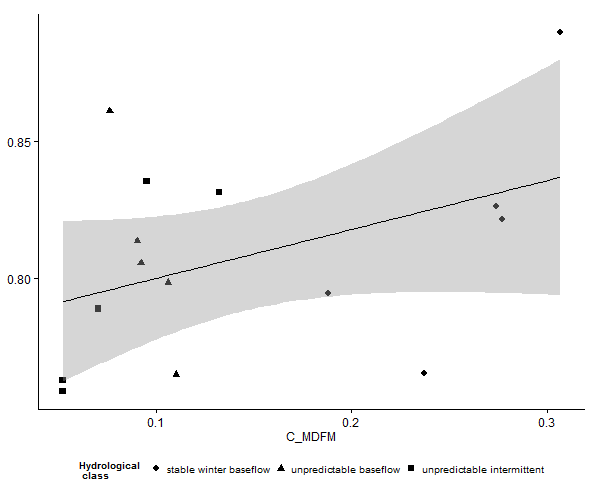 0.85
0.80
0.1 0.2 0.3
C_MDFM
Hydrological
class
stable winter baseflow unpredictable baseflow unpredictable intermittent